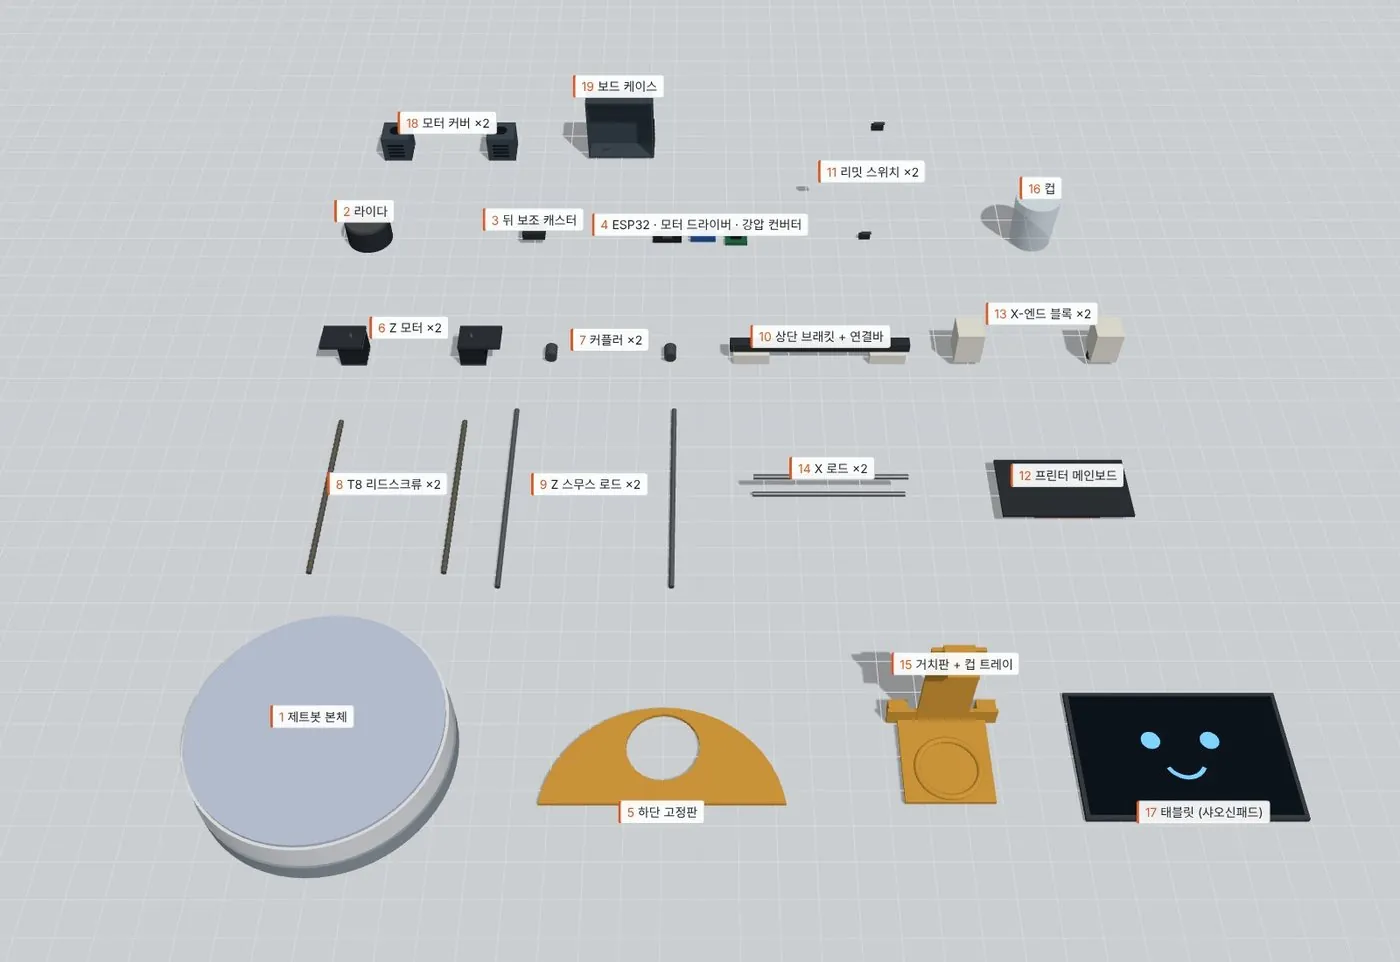 19 보드 케이스
18 모터 커버 ×2
11 리밋 스위치 ×2
16 컵
2 라이다
3 뒤 보조 캐스터
4 ESP32 · 모터 드라이버 · 강압 컨버터
13 X-엔드 블록 ×2
6 Z 모터 ×2
7 커플러 ×2
10 상단 브래킷 + 연결바
14 X 로드 ×2
12 프린터 메인보드
8 T8 리드스크류 ×2
9 Z 스무스 로드 ×2
15 거치판 + 컵 트레이
1 제트봇 본체
5 하단 고정판
17 태블릿 (샤오신패드)